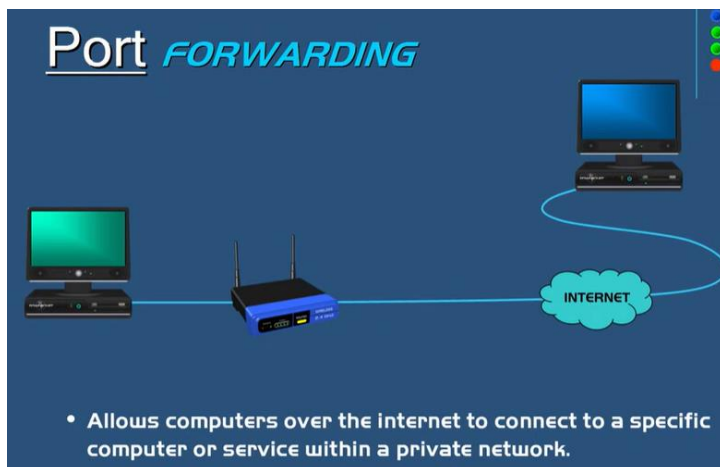 Port FORWARDING
INTERNET
• Allows computers over the internet to connect to a specific
computer or service within a private network.